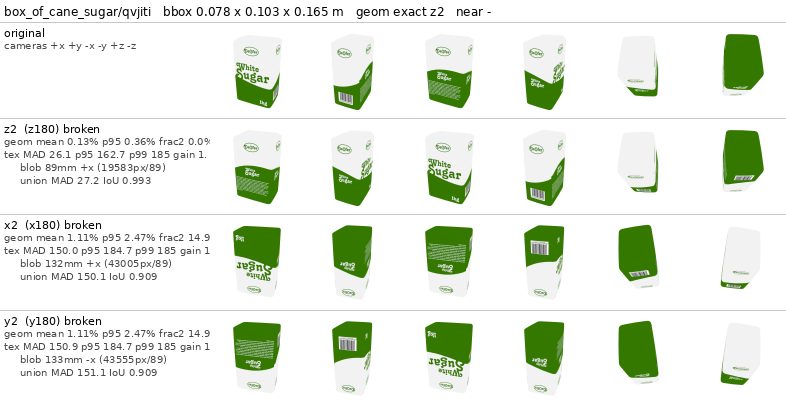 box_of_cane_sugar/qvjiti   bbox 0.078 x 0.103 x 0.165 m   geom exact z2   near -
original
cameras +x +y -x -y +z -z
White
Sugar
1kg
Sugar
z2  (z180) broken
geom mean 0.13% p95 0.36% frac2 0.0%
tex MAD 26.1 p95 162.7 p99 185 gain 1.
blob 89mm +x (19583px/89)
union MAD 27.2 IoU 0.993
Sugar
White
Sugar
1kg
x2  (x180) broken
geom mean 1.11% p95 2.47% frac2 14.9
tex MAD 150.0 p95 184.7 p99 185 gain 1
blob 132mm +x (43005px/89)
union MAD 150.1 IoU 0.909
1kg
White
Sugar
y2  (y180) broken
geom mean 1.11% p95 2.47% frac2 14.9
tex MAD 150.9 p95 184.7 p99 185 gain 1
blob 133mm -x (43555px/89)
union MAD 151.1 IoU 0.909
1kg
White
Sugar